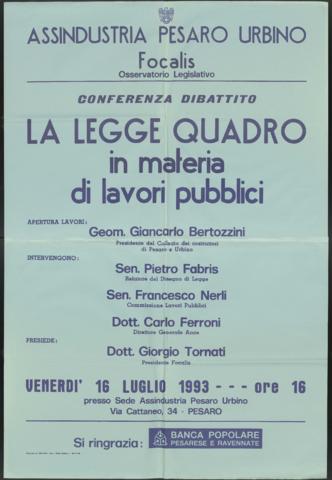 ASSINDUSTRIA PESARO URBINO
Focalis
Osservatorio Legislativo
CONFERENZA DIBATTITO
LA LEGGE QUADRO
in materia
di lavori pubblici
APERTURA LAVORI:
Geom. Giancarlo Bertozzini
Presidente del Collegio dei costruttori
di Pesaro e Urbino
INTERVENGONO:
Sen. Pietro Fabris
Relatore del Disegno di Legge
Sen. Francesco Nerli
Commissione Lavori Pubblici
Dott. Carlo Ferroni
Direttore Generale Ance
PRESIEDE:
Dott. Giorgio Tornati
Presidente Focalis
VENERDI' 16 LUGLIO 1993 --- ore 16
presso Sede Assindustria Pesaro Urbino
Via Cattaneo, 34 - PESARO
Si ringrazia:
BANCA POPOLARE
PESARESE E RAVENNATE